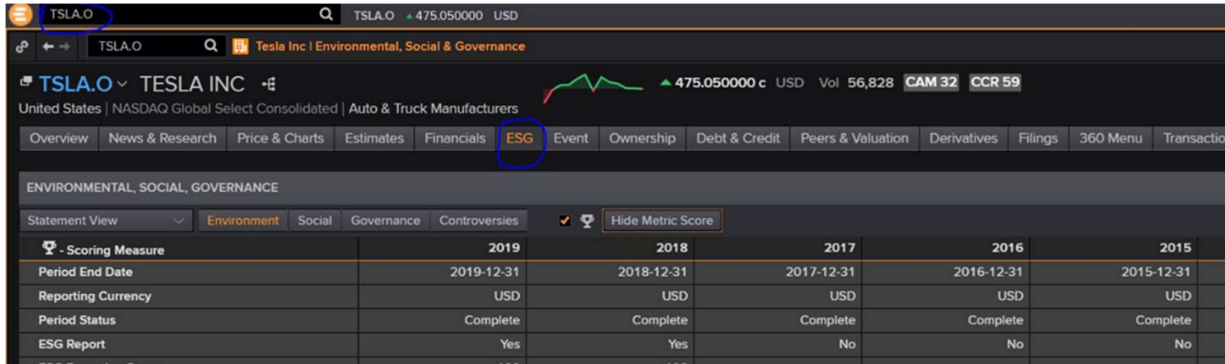 TSLA.O TSLA.O 475.050000 USD
TSLA.O Tesla Inc | Environmental, Social & Governance
TSLA.O TESLA INC 475.050000 c USD Vol 56,828 CAM 32 CCR 59
United States | NASDAQ Global Select Consolidated | Auto & Truck Manufacturers
Overview News & Research Price & Charts Estimates Financials ESG Event Ownership Debt & Credit Peers & Valuation Derivatives Filings 360 Menu Transactio
ENVIRONMENTAL, SOCIAL, GOVERNANCE
Statement View Environment Social Governance Controversies Hide Metric Score
- Scoring Measure 2019 2018 2017 2016 2015
Period End Date 2019-12-31 2018-12-31 2017-12-31 2016-12-31 2015-12-31
Reporting Currency USD USD USD USD USD
Period Status Complete Complete Complete Complete Complete
ESG Report Yes Yes No No No